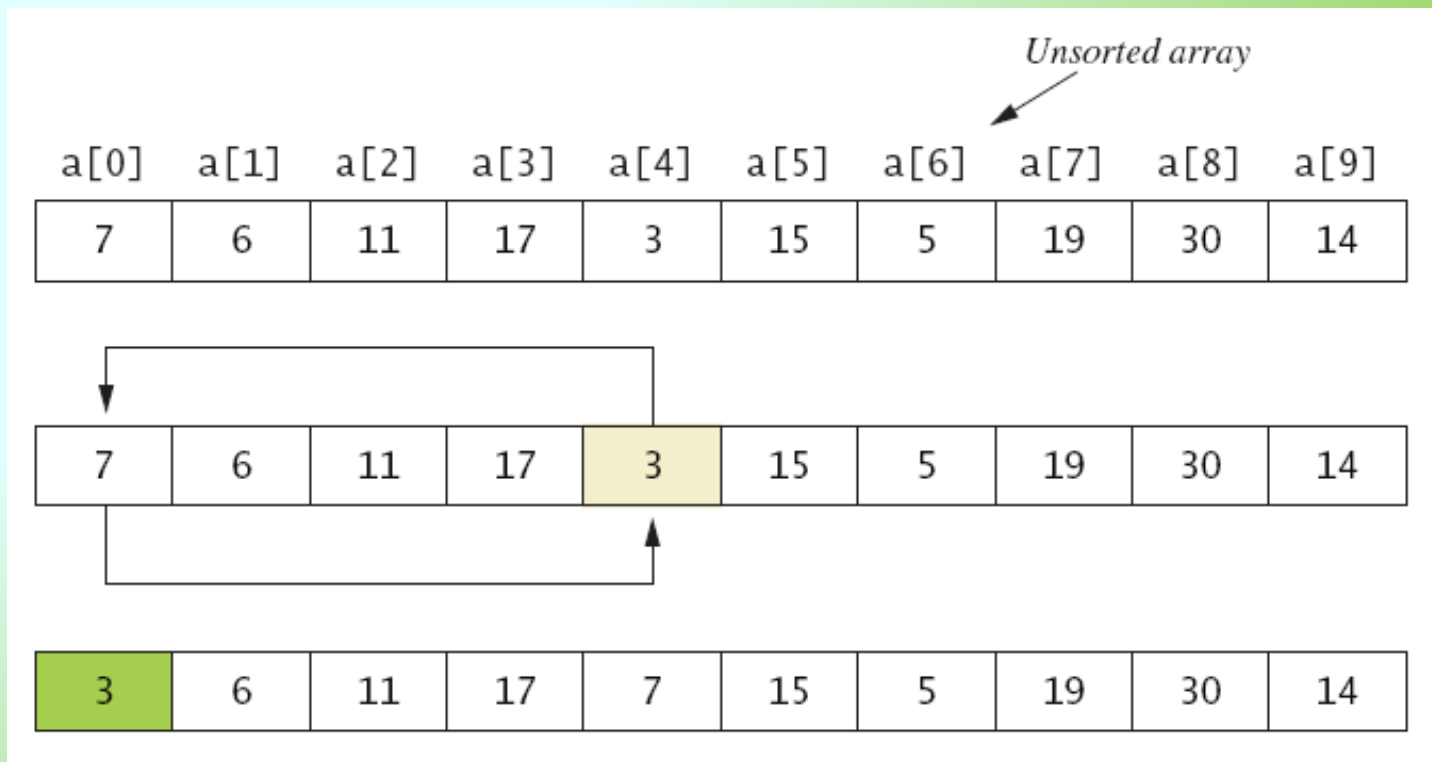 Unsorted array
a[0] a[1] a[2] a[3] a[4] a[5] a[6] a[7] a[8] a[9]
7 6 11 17 3 15 5 19 30 14
7 6 11 17 3 15 5 19 30 14
3 6 11 17 7 15 5 19 30 14